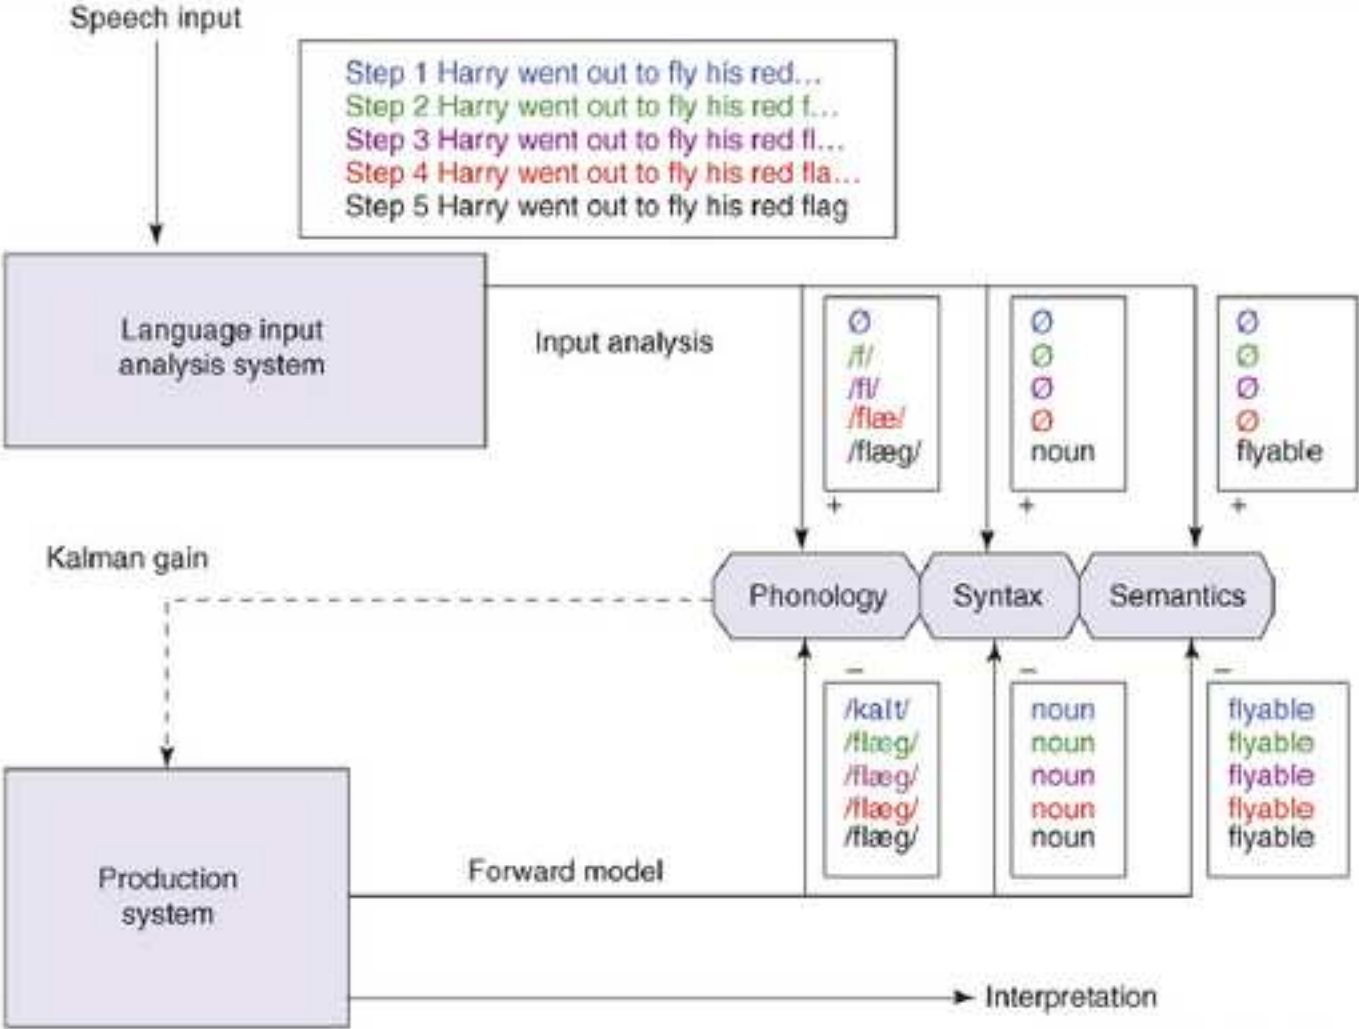 Speech input
Step 1 Harry went out to fly his red...
Step 2 Harry went out to fly his red f...
Step 3 Harry went out to fly his red fl...
Step 4 Harry went out to fly his red fla...
Step 5 Harry went out to fly his red flag
Language input
analysis system
Input analysis
∅
/f/
/fl/
/flæ/
/flæg/
+
∅
∅
∅
∅
noun
+
∅
∅
∅
∅
flyable
+
Kalman gain
Phonology
Syntax
Semantics
–
/kaIt/
/flæg/
/flæg/
/flæg/
/flæg/
–
noun
noun
noun
noun
noun
–
flyable
flyable
flyable
flyable
flyable
Production
system
Forward model
Interpretation